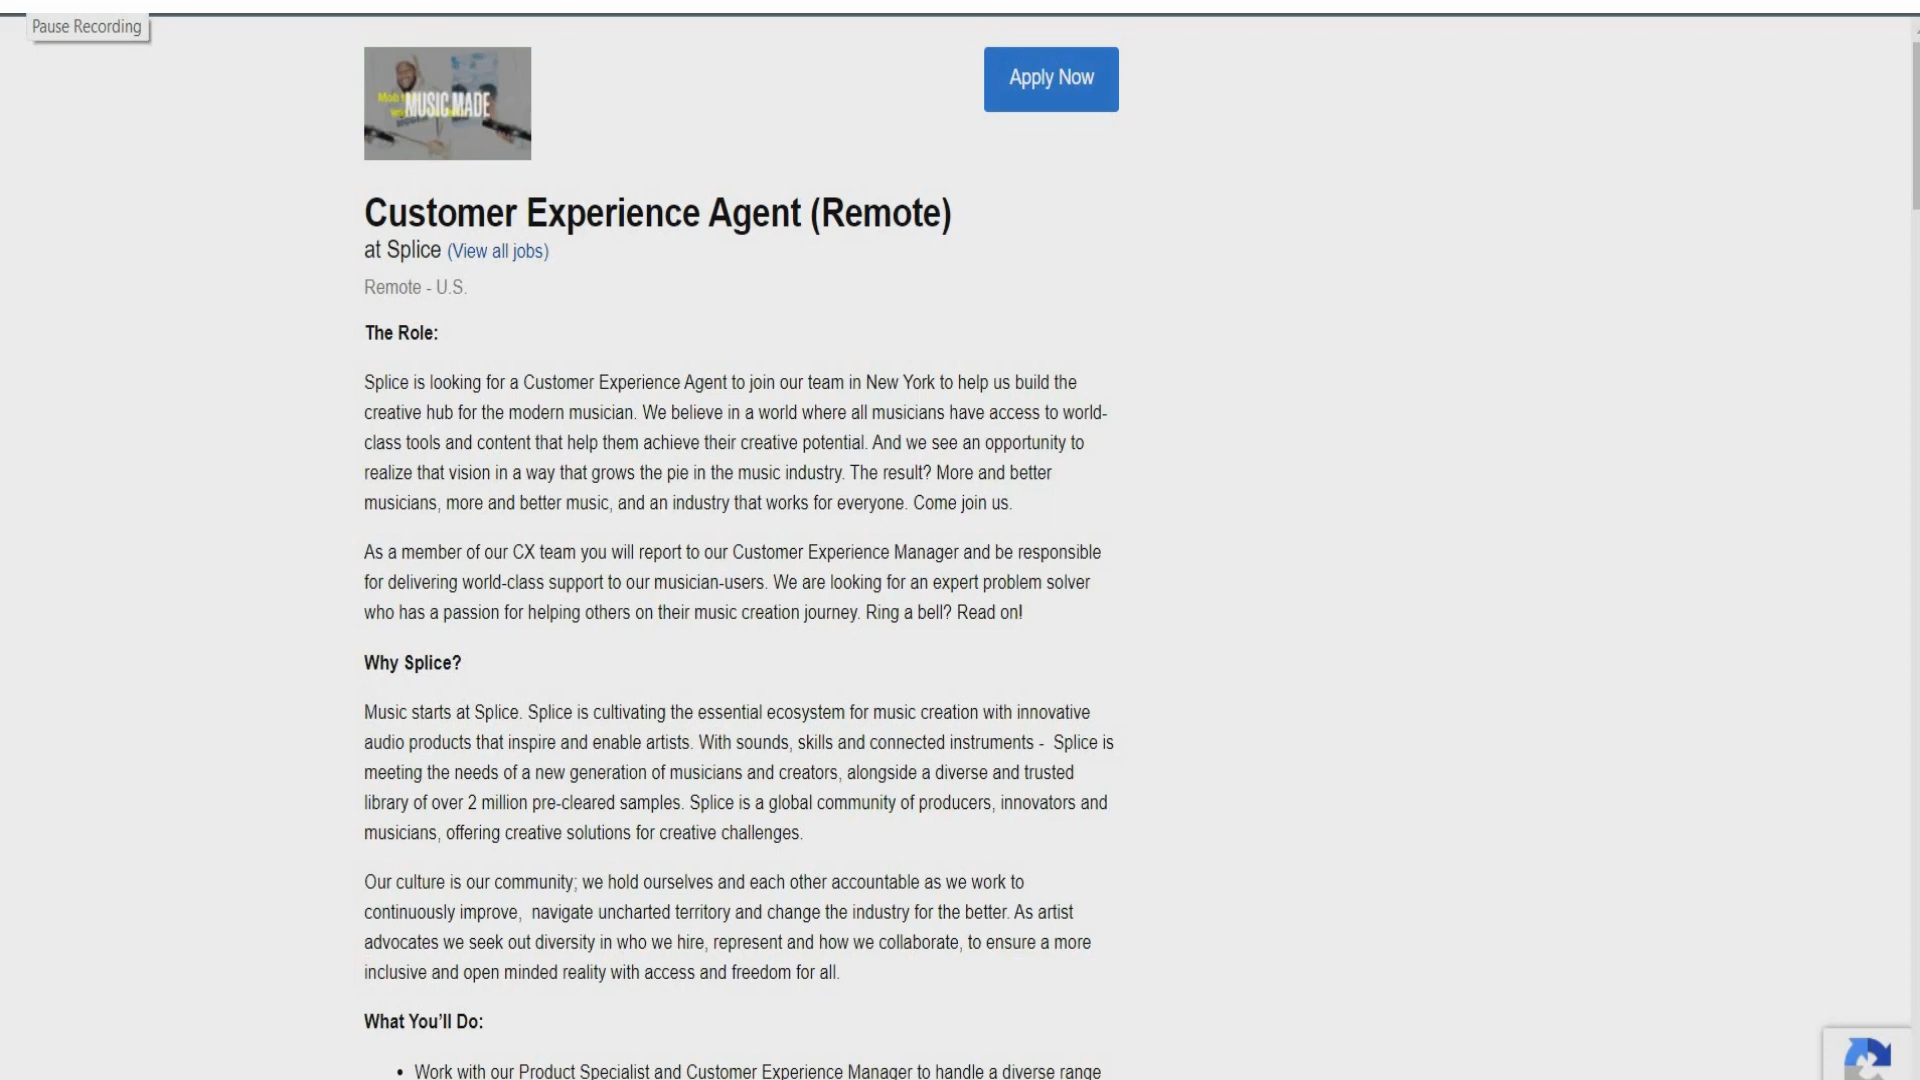 Pause Recording
MUSIC MADE
Apply Now
Customer Experience Agent (Remote)
at Splice (View all jobs)
Remote - U.S.
The Role:
Splice is looking for a Customer Experience Agent to join our team in New York to help us build the
creative hub for the modern musician. We believe in a world where all musicians have access to world-
class tools and content that help them achieve their creative potential. And we see an opportunity to
realize that vision in a way that grows the pie in the music industry. The result? More and better
musicians, more and better music, and an industry that works for everyone. Come join us.
As a member of our CX team you will report to our Customer Experience Manager and be responsible
for delivering world-class support to our musician-users. We are looking for an expert problem solver
who has a passion for helping others on their music creation journey. Ring a bell? Read on!
Why Splice?
Music starts at Splice. Splice is cultivating the essential ecosystem for music creation with innovative
audio products that inspire and enable artists. With sounds, skills and connected instruments -  Splice is
meeting the needs of a new generation of musicians and creators, alongside a diverse and trusted
library of over 2 million pre-cleared samples. Splice is a global community of producers, innovators and
musicians, offering creative solutions for creative challenges.
Our culture is our community; we hold ourselves and each other accountable as we work to
continuously improve,  navigate uncharted territory and change the industry for the better. As artist
advocates we seek out diversity in who we hire, represent and how we collaborate, to ensure a more
inclusive and open minded reality with access and freedom for all.
What You’ll Do:
• Work with our Product Specialist and Customer Experience Manager to handle a diverse range